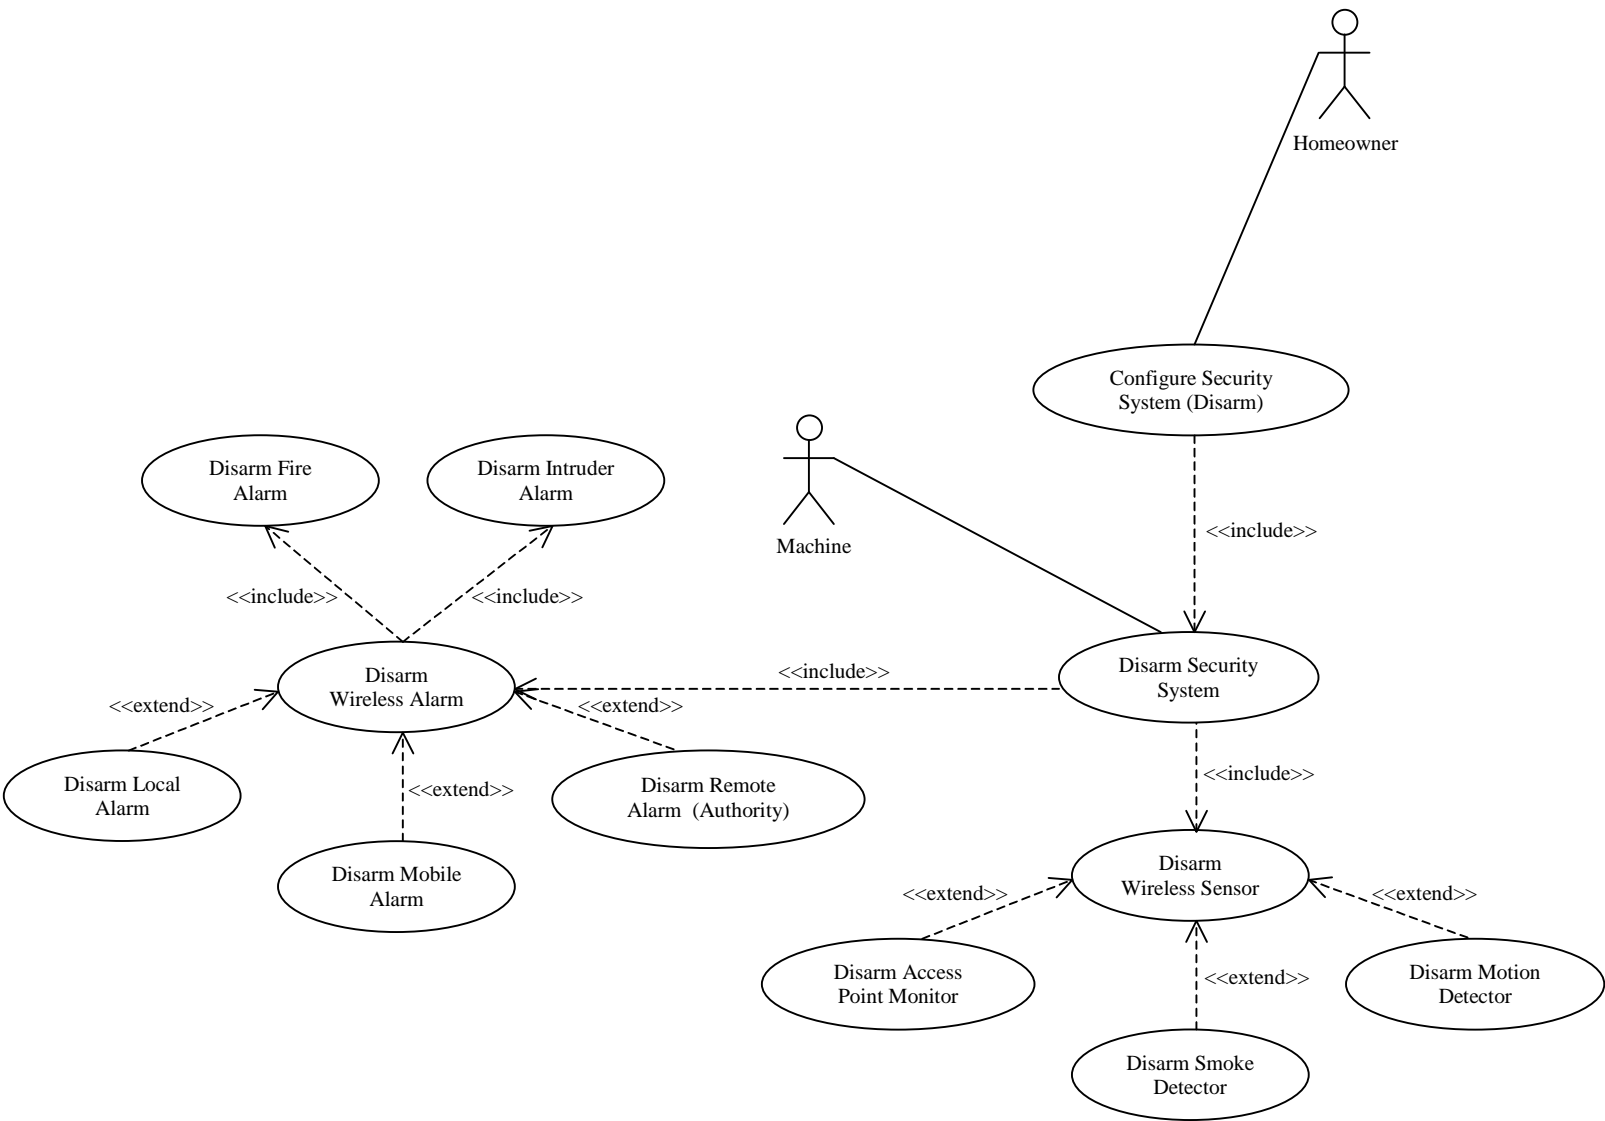 Homeowner
Configure Security
System (Disarm)
Disarm Fire
Alarm
Disarm Intruder
Alarm
Machine
<<include>>
<<include>>
<<include>>
Disarm
Wireless Alarm
<<include>>
Disarm Security
System
<<extend>>
<<extend>>
Disarm Local
Alarm
<<extend>>
Disarm Remote
Alarm  (Authority)
<<include>>
Disarm Mobile
Alarm
Disarm
Wireless Sensor
<<extend>>
<<extend>>
Disarm Access
Point Monitor
<<extend>>
Disarm Motion
Detector
Disarm Smoke
Detector